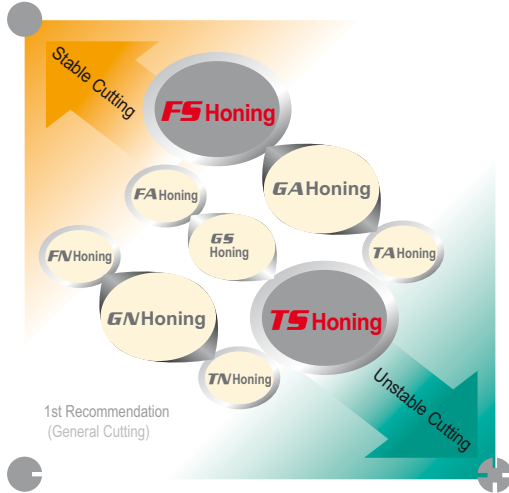 Stable Cutting
FS Honing
FA Honing
GA Honing
GS
Honing
FN Honing
TA Honing
GN Honing
TS Honing
TN Honing
Unstable Cutting
1st Recommendation
(General Cutting)